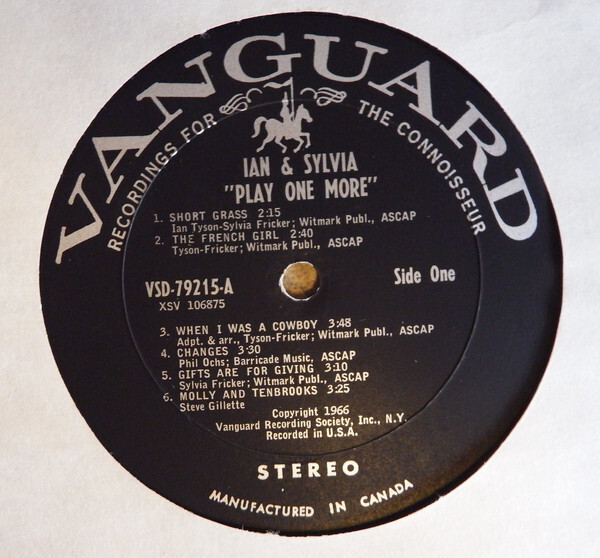 VANGUARD
RECORDINGS FOR THE CONNOISSEUR
IAN & SYLVIA
"PLAY ONE MORE"
1. SHORT GRASS 2:15
Ian Tyson-Sylvia Fricker; Witmark Publ., ASCAP
2. THE FRENCH GIRL 2:40
Tyson-Fricker; Witmark Publ., ASCAP
VSD-79215-A
Side One
XSV 106875
3. WHEN I WAS A COWBOY 3:48
Adpt. & arr., Tyson-Fricker; Witmark Publ., ASCAP
4. CHANGES 3:30
Phil Ochs; Barricade Music, ASCAP
5. GIFTS ARE FOR GIVING 3:10
Sylvia Fricker; Witmark Publ., ASCAP
6. MOLLY AND TENBROOKS 3:25
Steve Gillette
Copyright 1966
Vanguard Recording Society, Inc., N.Y.
Recorded in U.S.A.
STEREO
MANUFACTURED IN CANADA